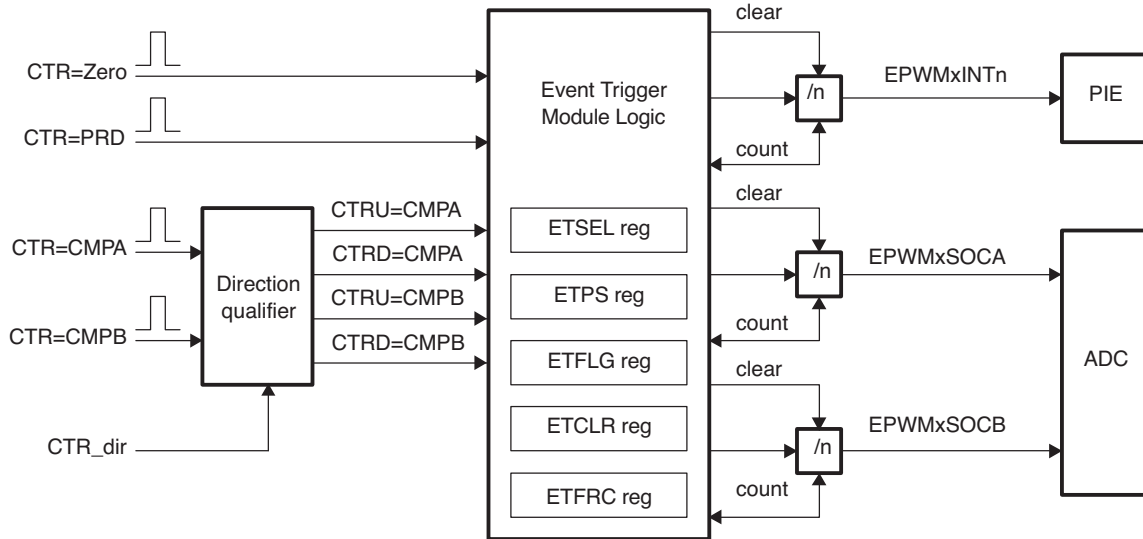 CTR=Zero
CTR=PRD
CTR=CMPA
CTR=CMPB
CTR_dir
Direction
qualifier
CTRU=CMPA
CTRD=CMPA
CTRU=CMPB
CTRD=CMPB
Event Trigger
Module Logic
ETSEL reg
ETPS reg
ETFLG reg
ETCLR reg
ETFRC reg
clear
/n
count
EPWMxINTn
PIE
clear
/n
count
EPWMxSOCA
clear
/n
count
EPWMxSOCB
ADC